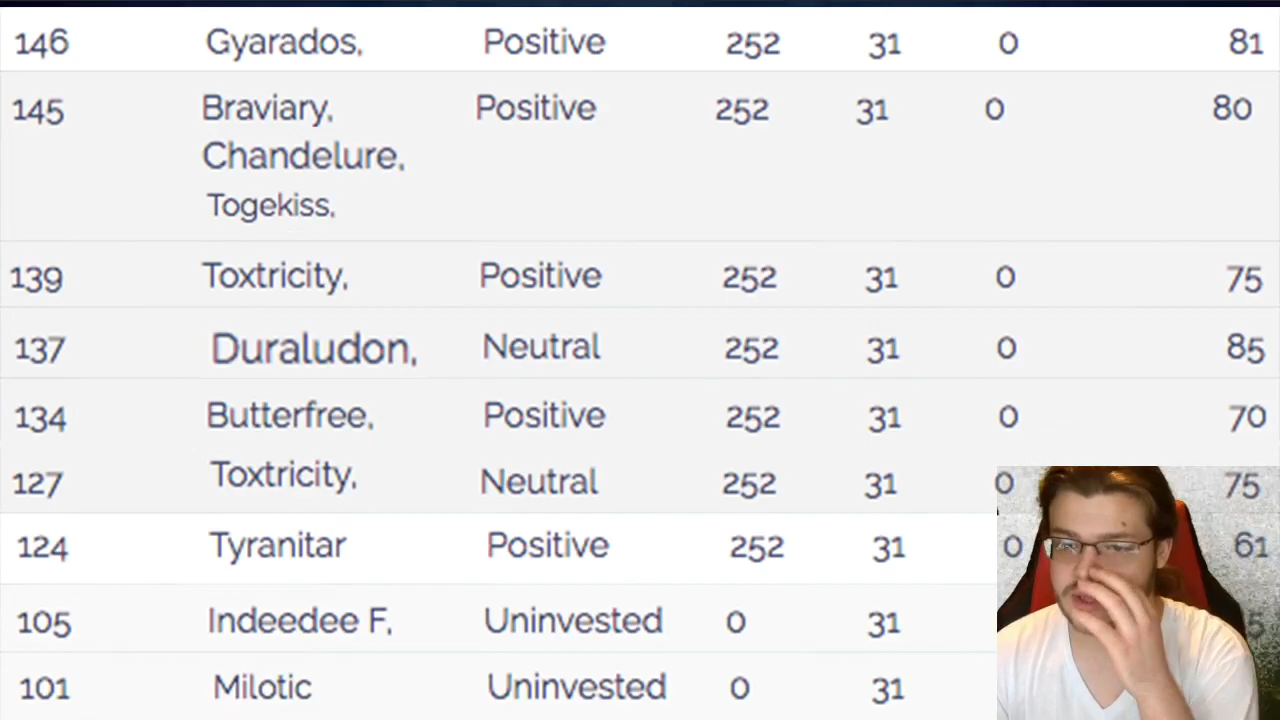 146 Gyarados, Positive 252 31 0 81
145 Braviary, Positive 252 31 0 80
Chandelure,
Togekiss,
139 Toxtricity, Positive 252 31 0 75
137 Duraludon, Neutral 252 31 0 85
134 Butterfree, Positive 252 31 0 70
127 Toxtricity, Neutral 252 31 0 75
124 Tyranitar Positive 252 31 0 61
105 Indeedee F, Uninvested 0 31
101 Milotic Uninvested 0 31